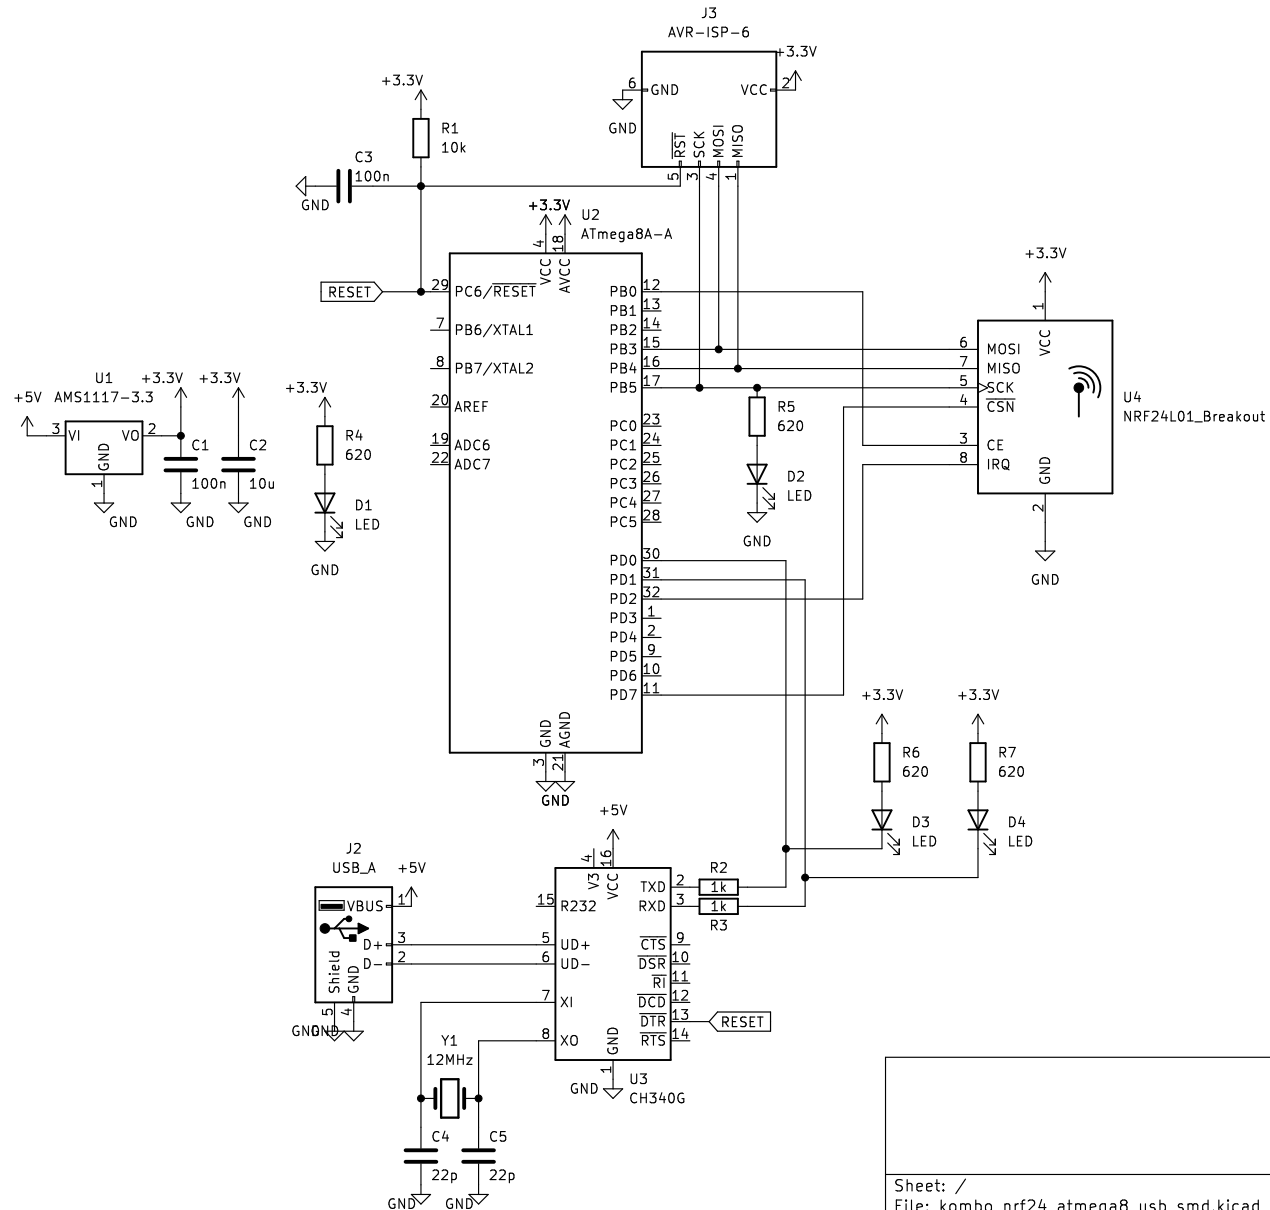 J3
AVR-ISP-6
+3.3V
6 GND
VCC 2
GND
RST SCK MOSI MISO
5 3 4 1
+3.3V
R1
10k
C3
100n
GND
+3.3V
U2
ATmega8A-A
4 18
VCC AVCC
RESET
29 PC6/RESET
7 PB6/XTAL1
8 PB7/XTAL2
20 AREF
19 ADC6
22 ADC7
PB0 12
PB1 13
PB2 14
PB3 15
PB4 16
PB5 17
PC0 23
PC1 24
PC2 25
PC3 26
PC4 27
PC5 28
PD0 30
PD1 31
PD2 32
PD3 1
PD4 2
PD5 9
PD6 10
PD7 11
GND AGND
3 21
GND
+3.3V
1
VCC
6 MOSI
7 MISO
5 SCK
4 CSN
3 CE
8 IRQ
GND
2
GND
U4
NRF24L01_Breakout
U1
AMS1117-3.3
+5V
3 VI
VO 2
GND
1
GND
+3.3V
C1
100n
GND
+3.3V
C2
10u
GND
+3.3V
R4
620
D1
LED
GND
R5
620
D2
LED
GND
+3.3V
R6
620
D3
LED
+3.3V
R7
620
D4
LED
J2
USB_A
+5V
VBUS 1
D+ 3
D- 2
Shield GND
5 4
GND GND
+5V
4 16
V3 VCC
15 R232
5 UD+
6 UD-
7 XI
8 XO
TXD 2
RXD 3
CTS 9
DSR 10
RI 11
DCD 12
DTR 13
RTS 14
GND
1
GND
U3
CH340G
R2
1k
1k
R3
RESET
Y1
12MHz
C4
22p
GND
C5
22p
GND
Sheet: /
File: kombo_nrf24_atmega8_usb_smd.kicad